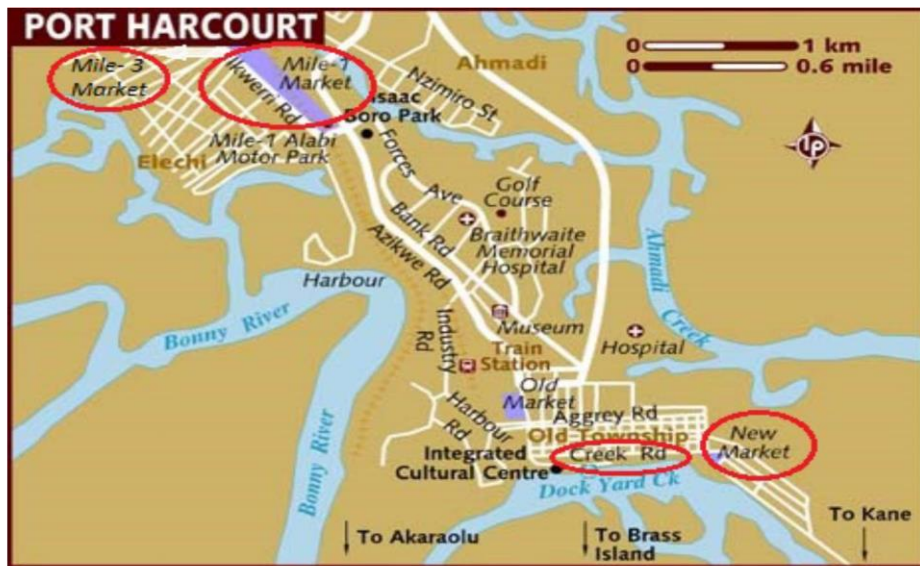 PORT HARCOURT
0 1 km
0 0.6 mile
Mile- 3
Market
Ikwerri Rd
Mile-1
Market
Isaac
Boro Park
Ahmadi
Nzimiro St
lp
Mile-1 Alabi
Motor Park
Elechi
Forces Ave
Golf
Course
Bank Rd
Azikwe Rd
Braithwaite
Memorial
Hospital
Ahmadi Creek
Harbour
Bonny River
Museum
Industry
Rd
Train
Station
Hospital
Old
Market
Harbour
Rd
Aggrey Rd
Old Township
New
Market
Creek Rd
Integrated
Cultural Centre
Dock Yard Ck
Bonny River
To Akaraolu
To Brass
Island
To Kane